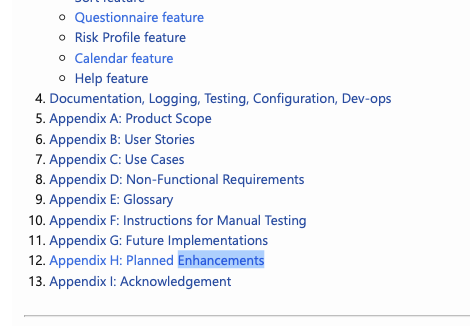 Sort feature
Questionnaire feature
Risk Profile feature
Calendar feature
Help feature
4. Documentation, Logging, Testing, Configuration, Dev-ops
5. Appendix A: Product Scope
6. Appendix B: User Stories
7. Appendix C: Use Cases
8. Appendix D: Non-Functional Requirements
9. Appendix E: Glossary
10. Appendix F: Instructions for Manual Testing
11. Appendix G: Future Implementations
12. Appendix H: Planned Enhancements
13. Appendix I: Acknowledgement